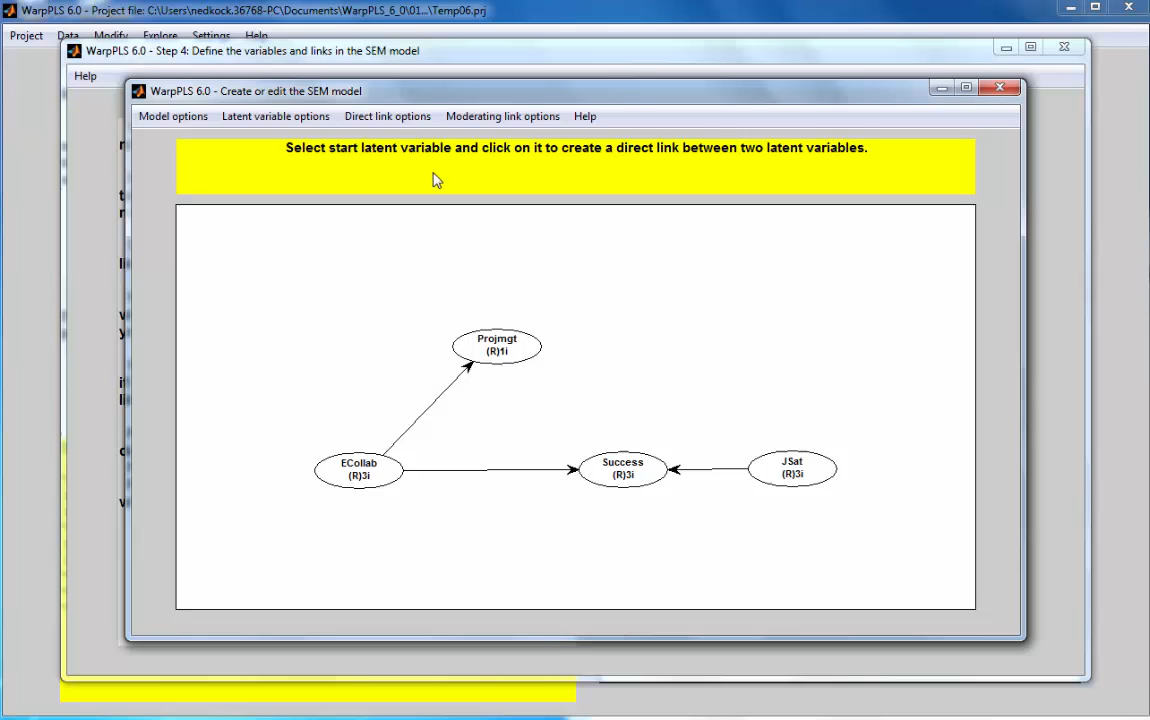 WarpPLS 6.0 - Project file: C:\Users\nedkock.36768-PC\Documents\WarpPLS_6_0\01...\Temp06.prj
Project Data Modify Explore Settings Help
WarpPLS 6.0 - Step 4: Define the variables and links in the SEM model
Help
WarpPLS 6.0 - Create or edit the SEM model
Model options Latent variable options Direct link options Moderating link options Help
Select start latent variable and click on it to create a direct link between two latent variables.
Projmgt
(R)1i
ECollab
(R)3i
Success
(R)3i
JSat
(R)3i